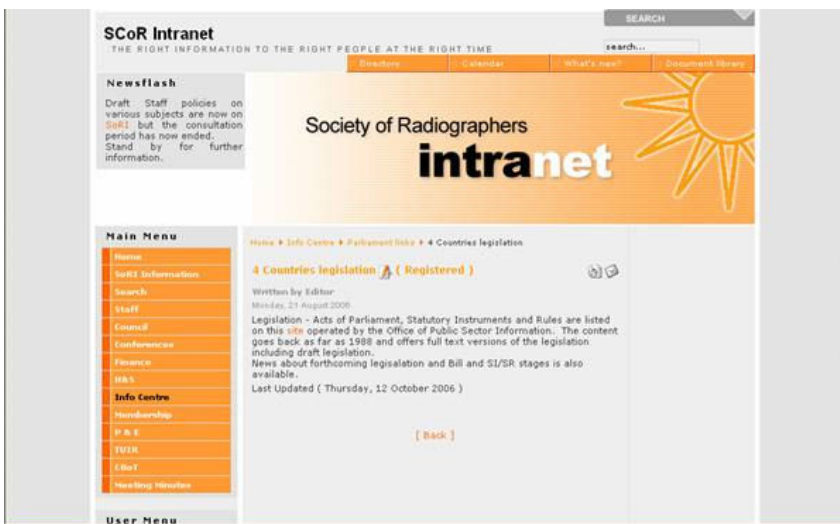 SEARCH
SCoR Intranet
THE RIGHT INFORMATION TO THE RIGHT PEOPLE AT THE RIGHT TIME
search...
Directory
Calendar
What's new?
Document library
Newsflash
Draft Staff policies on
various subjects are now on
SoRI but the consultation
period has now ended.
Stand by for further
information.
Society of Radiographers
intranet
Main Menu
Home
SoRI Information
Search
Staff
Council
Conferences
Finance
H&S
Info Centre
Membership
P & E
TUIR
CBoT
Meeting Minutes
User Menu
Home Info Centre Parliament links 4 Countries legislation
4 Countries legislation ( Registered )
Written by Editor
Monday, 21 August 2006
Legislation - Acts of Parliament, Statutory Instruments and Rules are listed
on this site operated by the Office of Public Sector Information. The content
goes back as far as 1988 and offers full text versions of the legislation
including draft legislation.
News about forthcoming legisalation and Bill and SI/SR stages is also
available.
Last Updated ( Thursday, 12 October 2006 )
[ Back ]